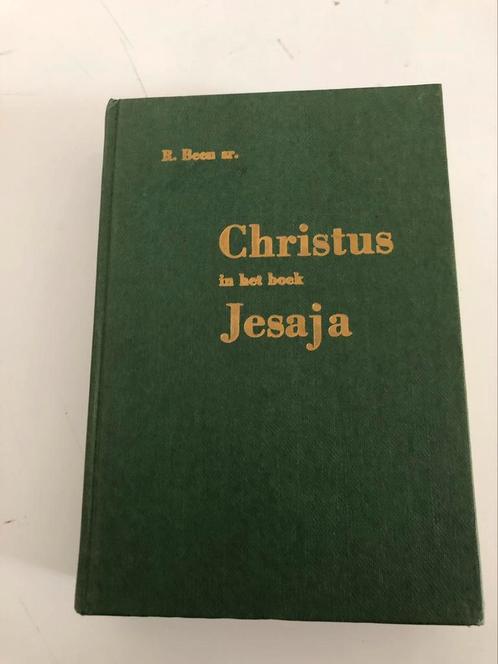 R. Been sr.
Christus
in het boek
Jesaja